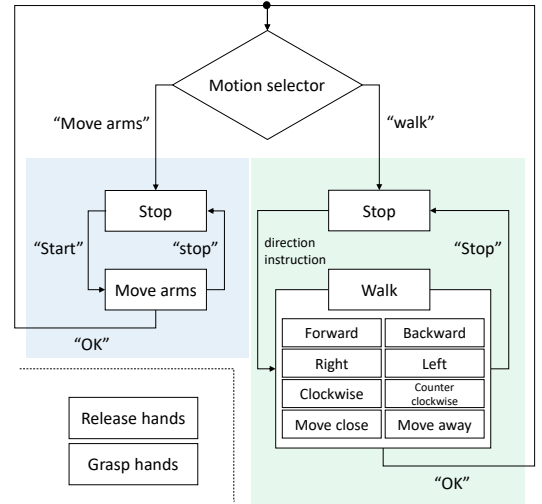 Motion selector
“Move arms”
“walk”
Stop
“Start”
“stop”
Move arms
“OK”
Stop
direction
instruction
“Stop”
Walk
Forward
Backward
Right
Left
Clockwise
Counter
clockwise
Move close
Move away
“OK”
Release hands
Grasp hands